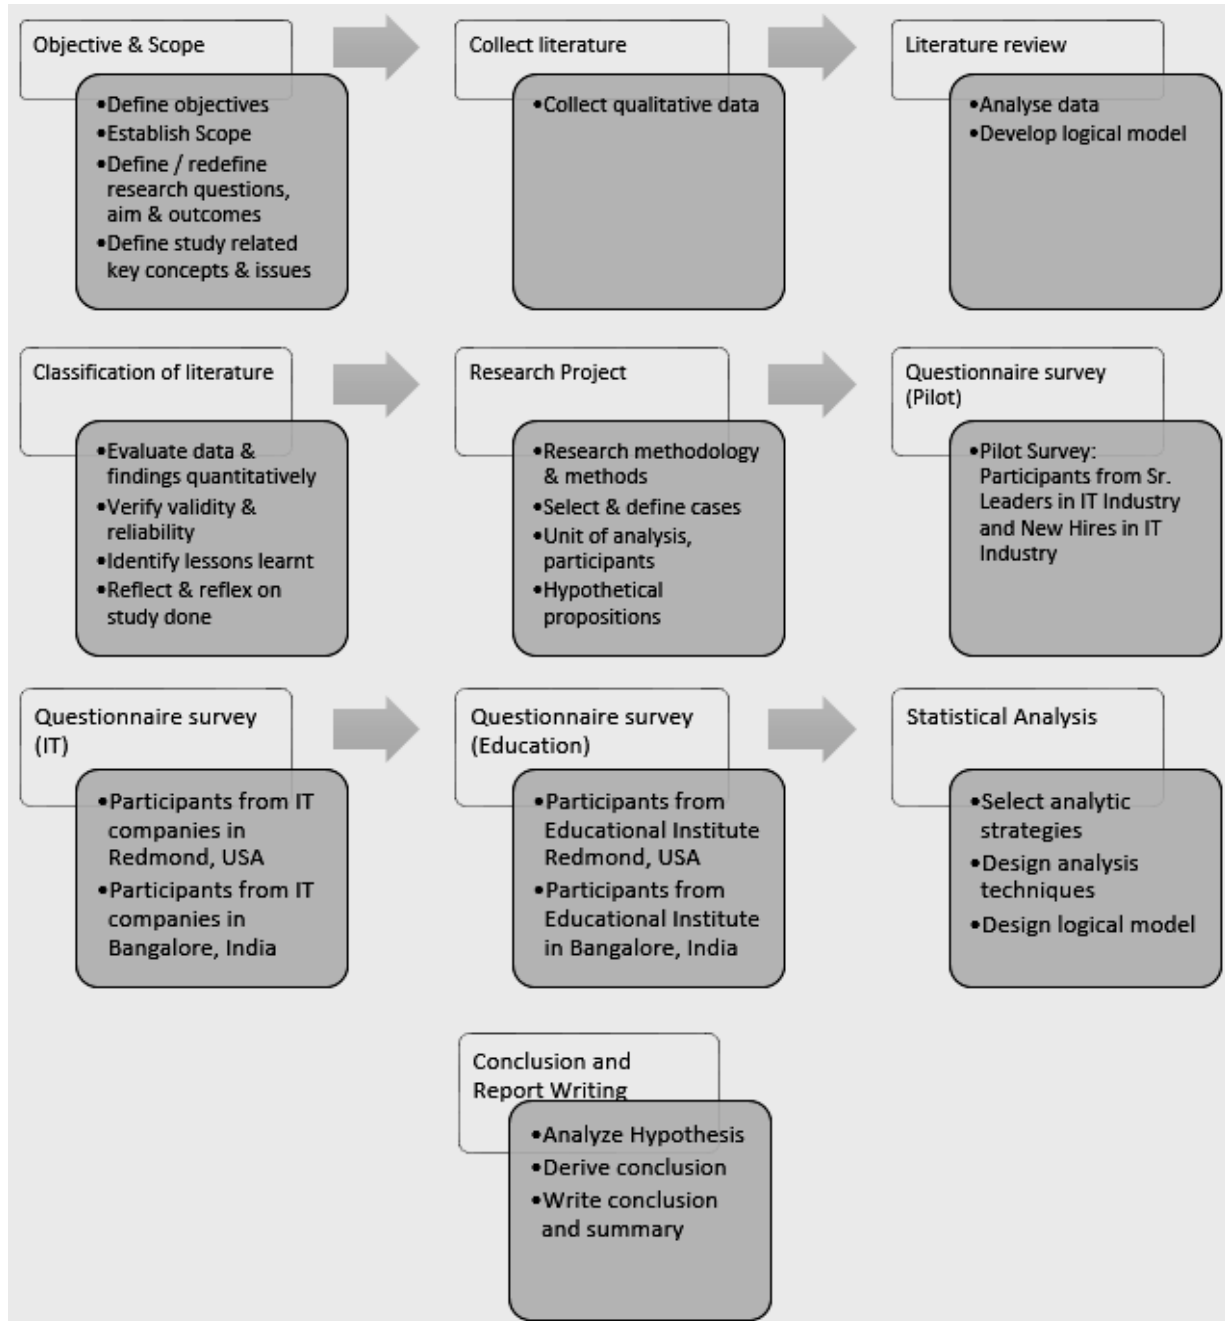 Objective & Scope
•Define objectives
•Establish Scope
•Define / redefine
research questions,
aim & outcomes
•Define study related
key concepts & issues
Collect literature
•Collect qualitative data
Literature review
•Analyse data
•Develop logical model
Classification of literature
•Evaluate data &
findings quantitatively
•Verify validity &
reliability
•Identify lessons learnt
•Reflect & reflex on
study done
Research Project
•Research methodology
& methods
•Select & define cases
•Unit of analysis,
participants
•Hypothetical
propositions
Questionnaire survey
(Pilot)
•Pilot Survey:
Participants from Sr.
Leaders in IT Industry
and New Hires in IT
Industry
Questionnaire survey
(IT)
•Participants from IT
companies in
Redmond, USA
•Participants from IT
companies in
Bangalore, India
Questionnaire survey
(Education)
•Participants from
Educational Institute
Redmond, USA
•Participants from
Educational Institute
in Bangalore, India
Statistical Analysis
•Select analytic
strategies
•Design analysis
techniques
•Design logical model
Conclusion and
Report Writing
•Analyze Hypothesis
•Derive conclusion
•Write conclusion
and summary